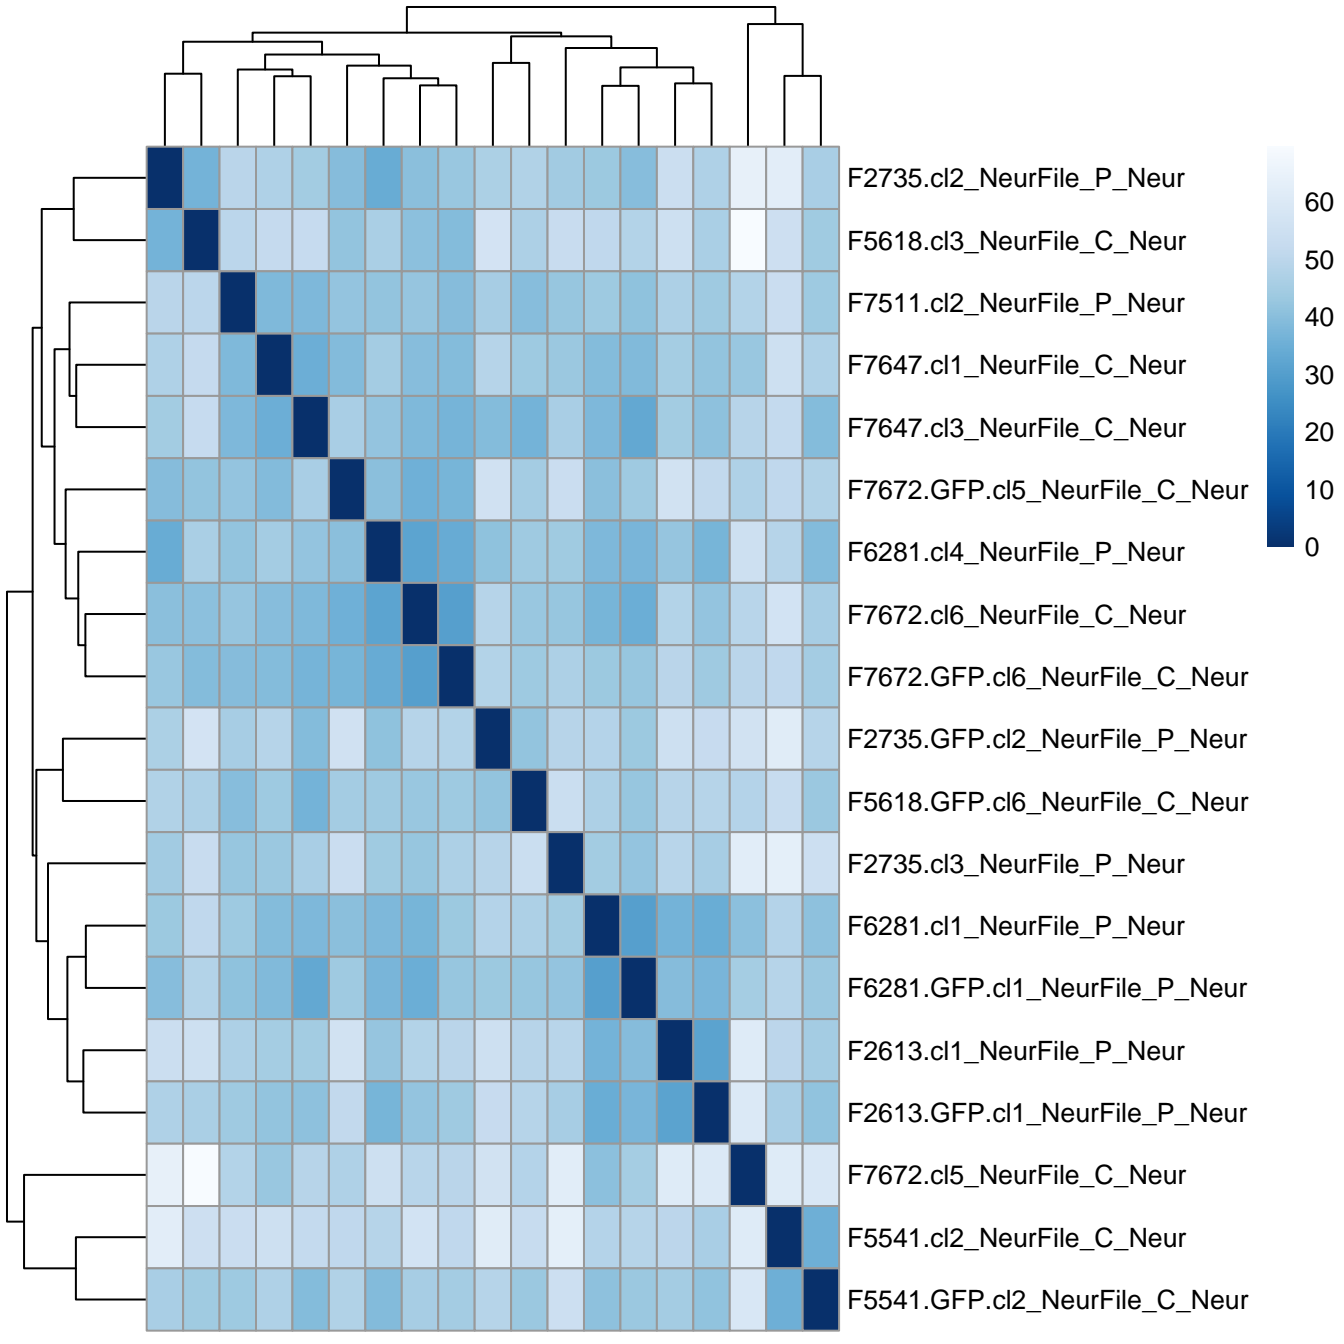 F2735.cl2_NeurFile_P_Neur
F5618.cl3_NeurFile_C_Neur
F7511.cl2_NeurFile_P_Neur
F7647.cl1_NeurFile_C_Neur
F7647.cl3_NeurFile_C_Neur
F7672.GFP.cl5_NeurFile_C_Neur
F6281.cl4_NeurFile_P_Neur
F7672.cl6_NeurFile_C_Neur
F7672.GFP.cl6_NeurFile_C_Neur
F2735.GFP.cl2_NeurFile_P_Neur
F5618.GFP.cl6_NeurFile_C_Neur
F2735.cl3_NeurFile_P_Neur
F6281.cl1_NeurFile_P_Neur
F6281.GFP.cl1_NeurFile_P_Neur
F2613.cl1_NeurFile_P_Neur
F2613.GFP.cl1_NeurFile_P_Neur
F7672.cl5_NeurFile_C_Neur
F5541.cl2_NeurFile_C_Neur
F5541.GFP.cl2_NeurFile_C_Neur
60
50
40
30
20
10
0